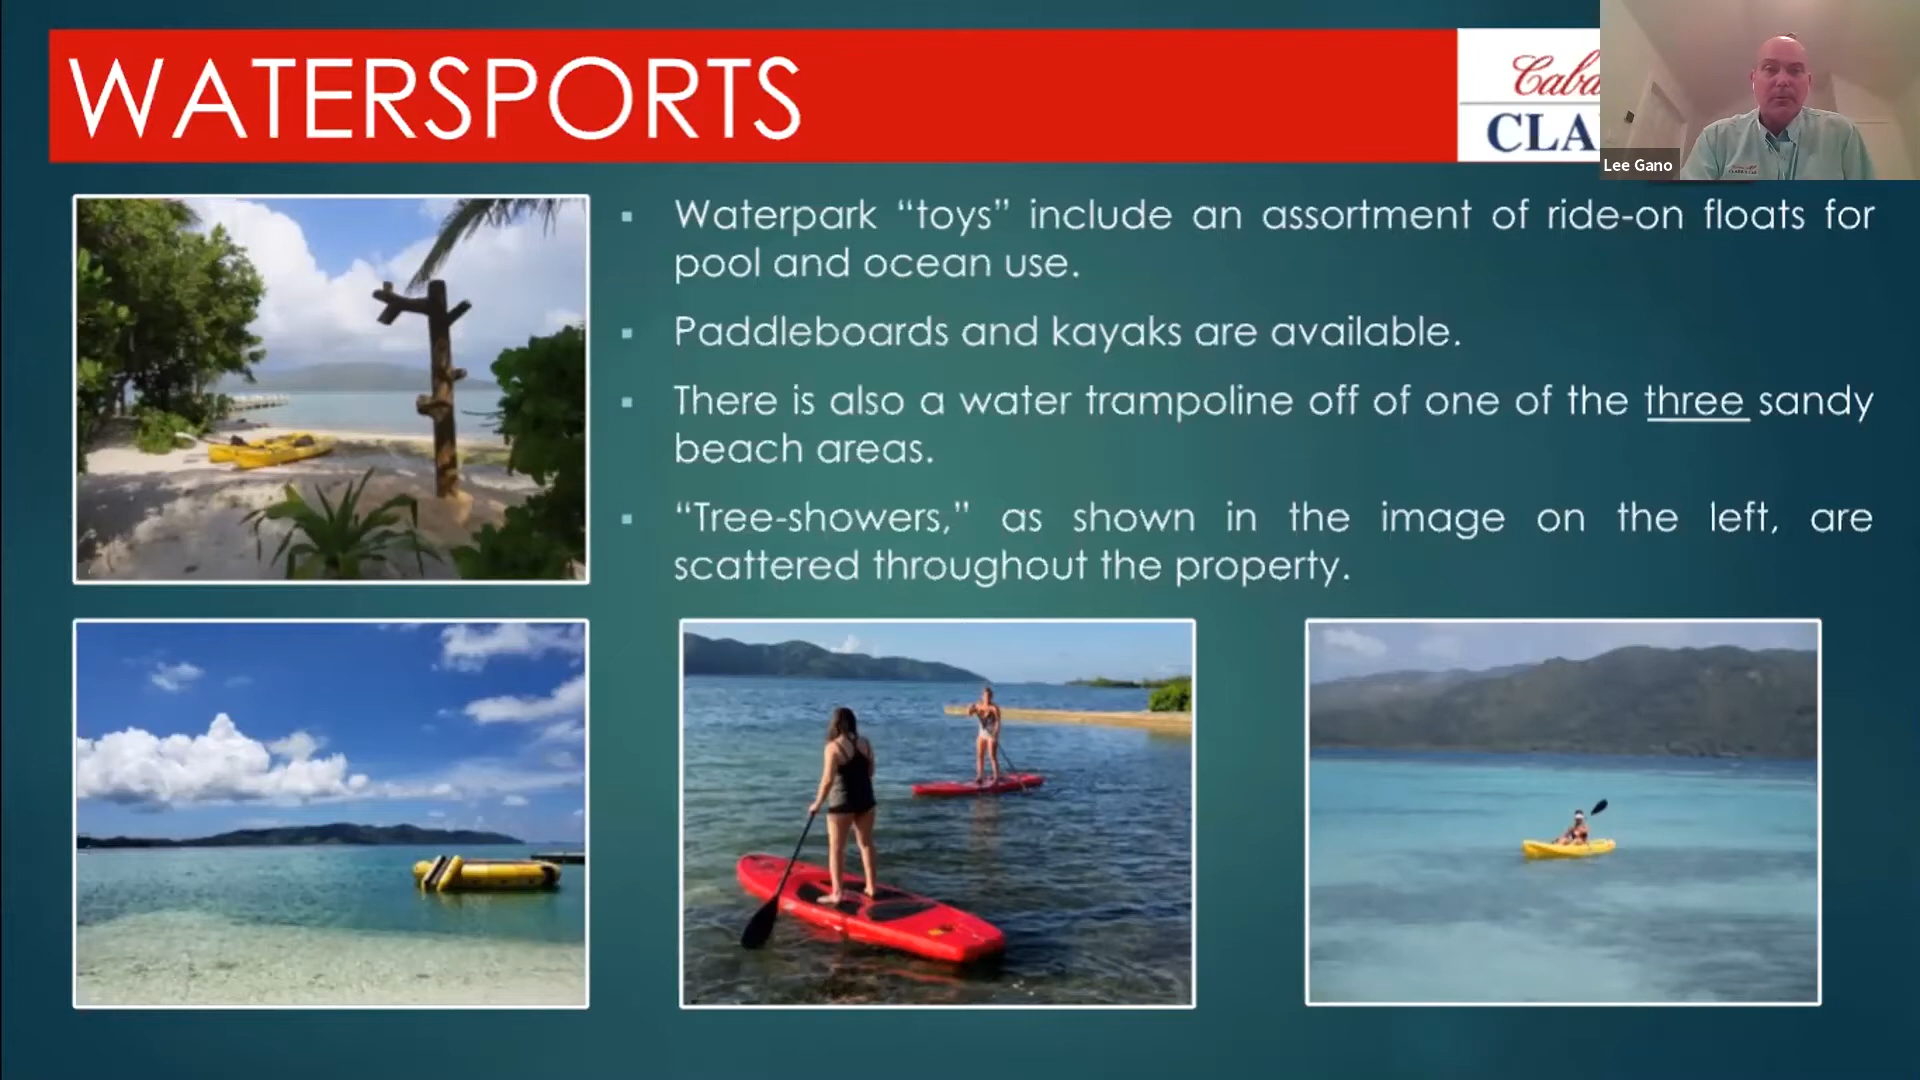 WATERSPORTS
CLA
Lee Gano
Waterpark “toys” include an assortment of ride-on floats for
pool and ocean use.
Paddleboards and kayaks are available.
There is also a water trampoline off of one of the three sandy
beach areas.
“Tree-showers,” as shown in the image on the left, are
scattered throughout the property.